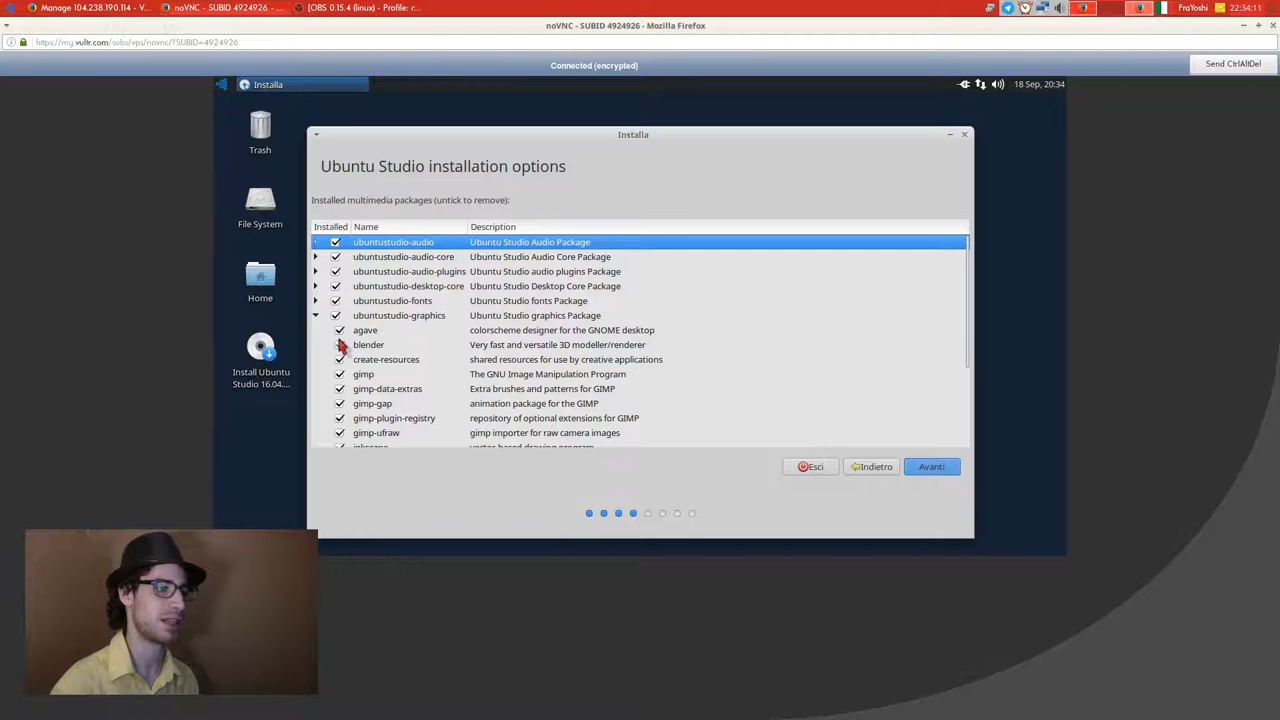 Manage 104.238.190.114 - V...
noVNC - SUBID 4924926 - ...
[OBS 0.15.4 (linux) - Profile: r...
FraYoshi
22:34:11
noVNC - SUBID 4924926 - Mozilla Firefox
https://my.vultr.com/subs/vps/novnc/?SUBID=4924926
Connected (encrypted)
Send CtrlAltDel
Installa
18 Sep, 20:34
Trash
File System
Home
Install Ubuntu
Studio 16.04....
Installa
Ubuntu Studio installation options
Installed multimedia packages (untick to remove):
Installed Name Description
ubuntustudio-audio Ubuntu Studio Audio Package
ubuntustudio-audio-core Ubuntu Studio Audio Core Package
ubuntustudio-audio-plugins Ubuntu Studio audio plugins Package
ubuntustudio-desktop-core Ubuntu Studio Desktop Core Package
ubuntustudio-fonts Ubuntu Studio fonts Package
ubuntustudio-graphics Ubuntu Studio graphics Package
agave colorscheme designer for the GNOME desktop
blender Very fast and versatile 3D modeller/renderer
create-resources shared resources for use by creative applications
gimp The GNU Image Manipulation Program
gimp-data-extras Extra brushes and patterns for GIMP
gimp-gap animation package for the GIMP
gimp-plugin-registry repository of optional extensions for GIMP
gimp-ufraw gimp importer for raw camera images
inkscape vector-based drawing program
Esci
Indietro
Avanti